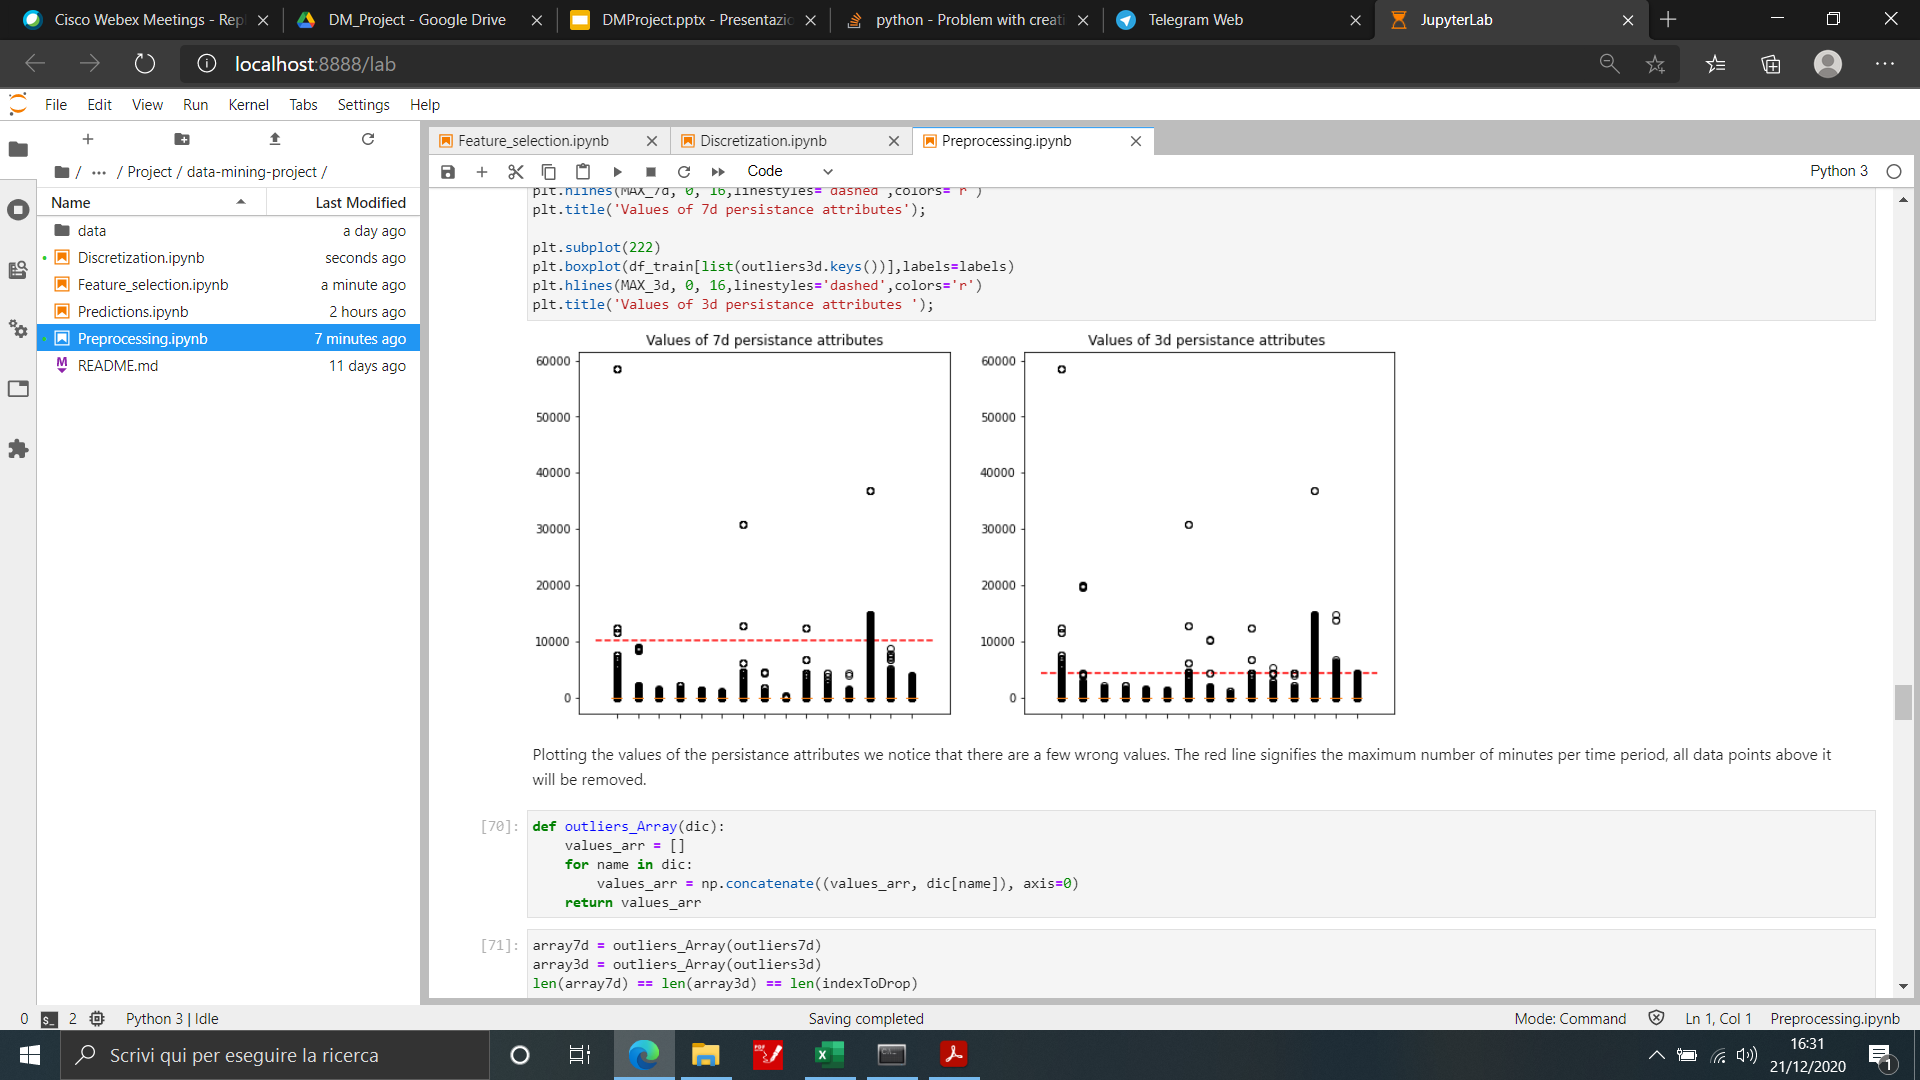 Cisco Webex Meetings - Rep
DM_Project - Google Drive
DMProject.pptx - Presentazio
python - Problem with creati
Telegram Web
JupyterLab
localhost:8888/lab
File Edit View Run Kernel Tabs Settings Help
Feature_selection.ipynb
Discretization.ipynb
Preprocessing.ipynb
/ ··· / Project / data-mining-project /
Code
Python 3
Name Last Modified
data a day ago
Discretization.ipynb seconds ago
Feature_selection.ipynb a minute ago
Predictions.ipynb 2 hours ago
Preprocessing.ipynb 7 minutes ago
README.md 11 days ago
plt.hlines(MAX_7d, 0, 16,linestyles='dashed',colors='r')
plt.title('Values of 7d persistance attributes');
plt.subplot(222)
plt.boxplot(df_train[list(outliers3d.keys())],labels=labels)
plt.hlines(MAX_3d, 0, 16,linestyles='dashed',colors='r')
plt.title('Values of 3d persistance attributes ');
Values of 7d persistance attributes
60000
50000
40000
30000
20000
10000
0
Values of 3d persistance attributes
60000
50000
40000
30000
20000
10000
0
Plotting the values of the persistance attributes we notice that there are a few wrong values. The red line signifies the maximum number of minutes per time period, all data points above it
will be removed.
[70]: def outliers_Array(dic):
values_arr = []
for name in dic:
values_arr = np.concatenate((values_arr, dic[name]), axis=0)
return values_arr
[71]: array7d = outliers_Array(outliers7d)
array3d = outliers_Array(outliers3d)
len(array7d) == len(array3d) == len(indexToDrop)
0 2 Python 3 | Idle
Saving completed
Mode: Command Ln 1, Col 1 Preprocessing.ipynb
Scrivi qui per eseguire la ricerca
16:31
21/12/2020
1